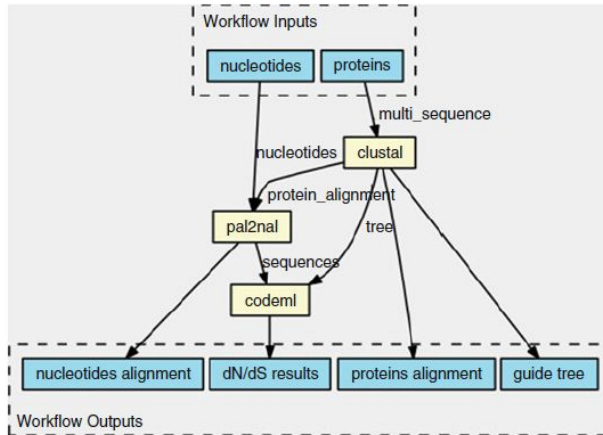 Workflow Inputs
nucleotides
proteins
multi_sequence
nucleotides
clustal
protein_alignment
pal2nal
tree
sequences
codeml
nucleotides alignment
dN/dS results
proteins alignment
guide tree
Workflow Outputs